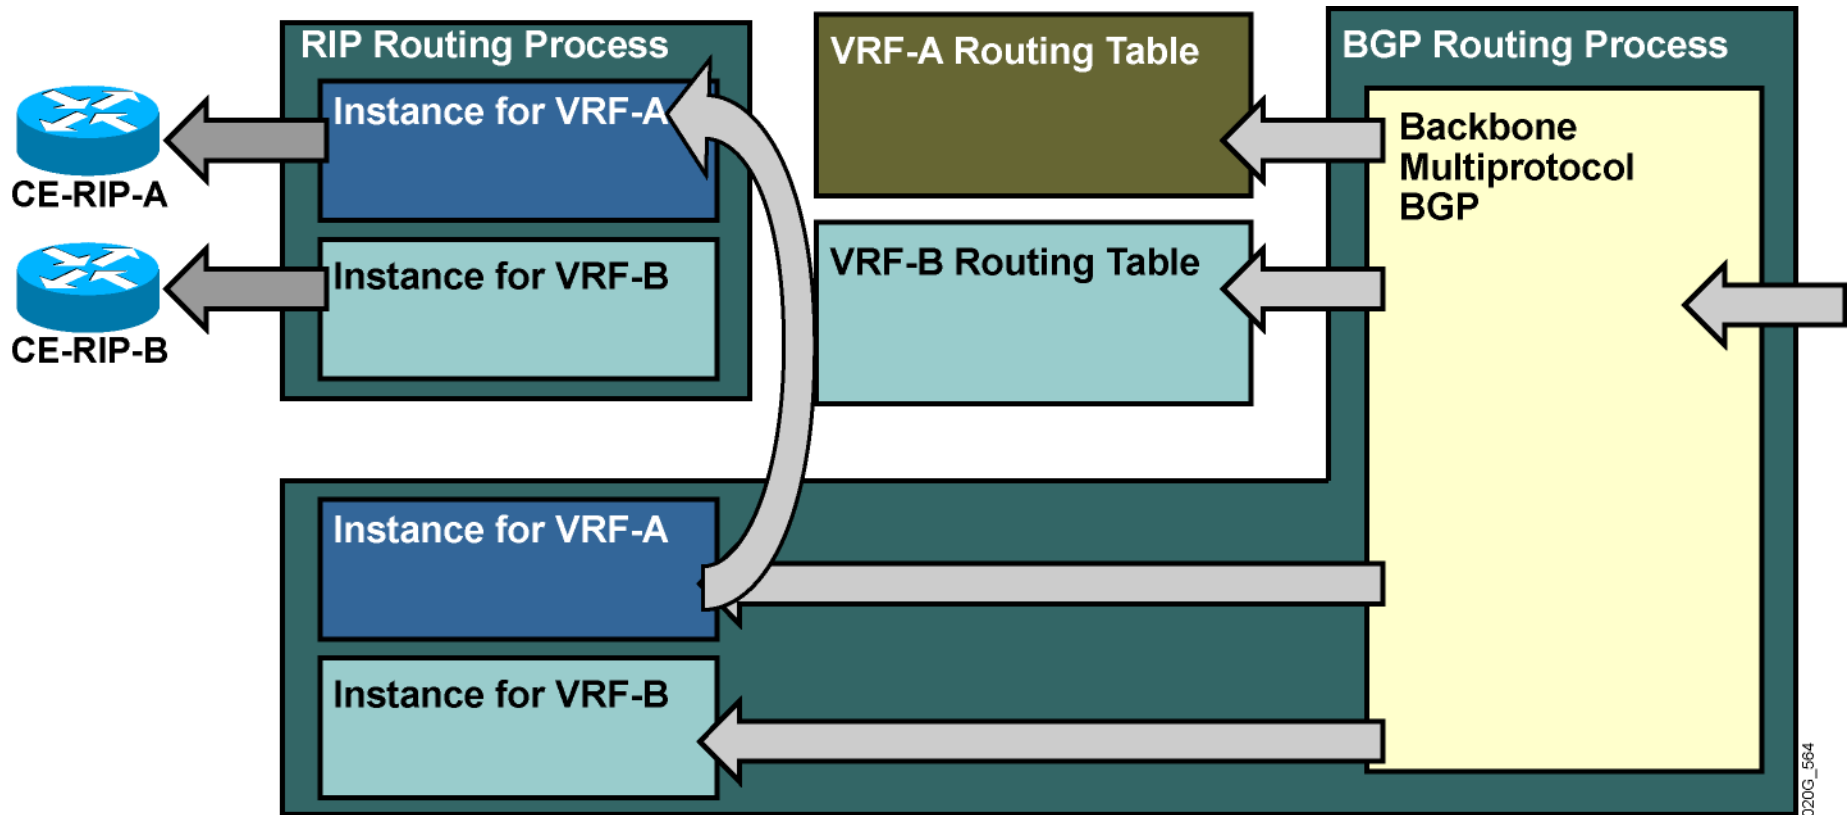 RIP Routing Process
Instance for VRF-A
Instance for VRF-B
CE-RIP-A
CE-RIP-B
VRF-A Routing Table
VRF-B Routing Table
BGP Routing Process
Backbone
Multiprotocol
BGP
Instance for VRF-A
Instance for VRF-B
020G_564